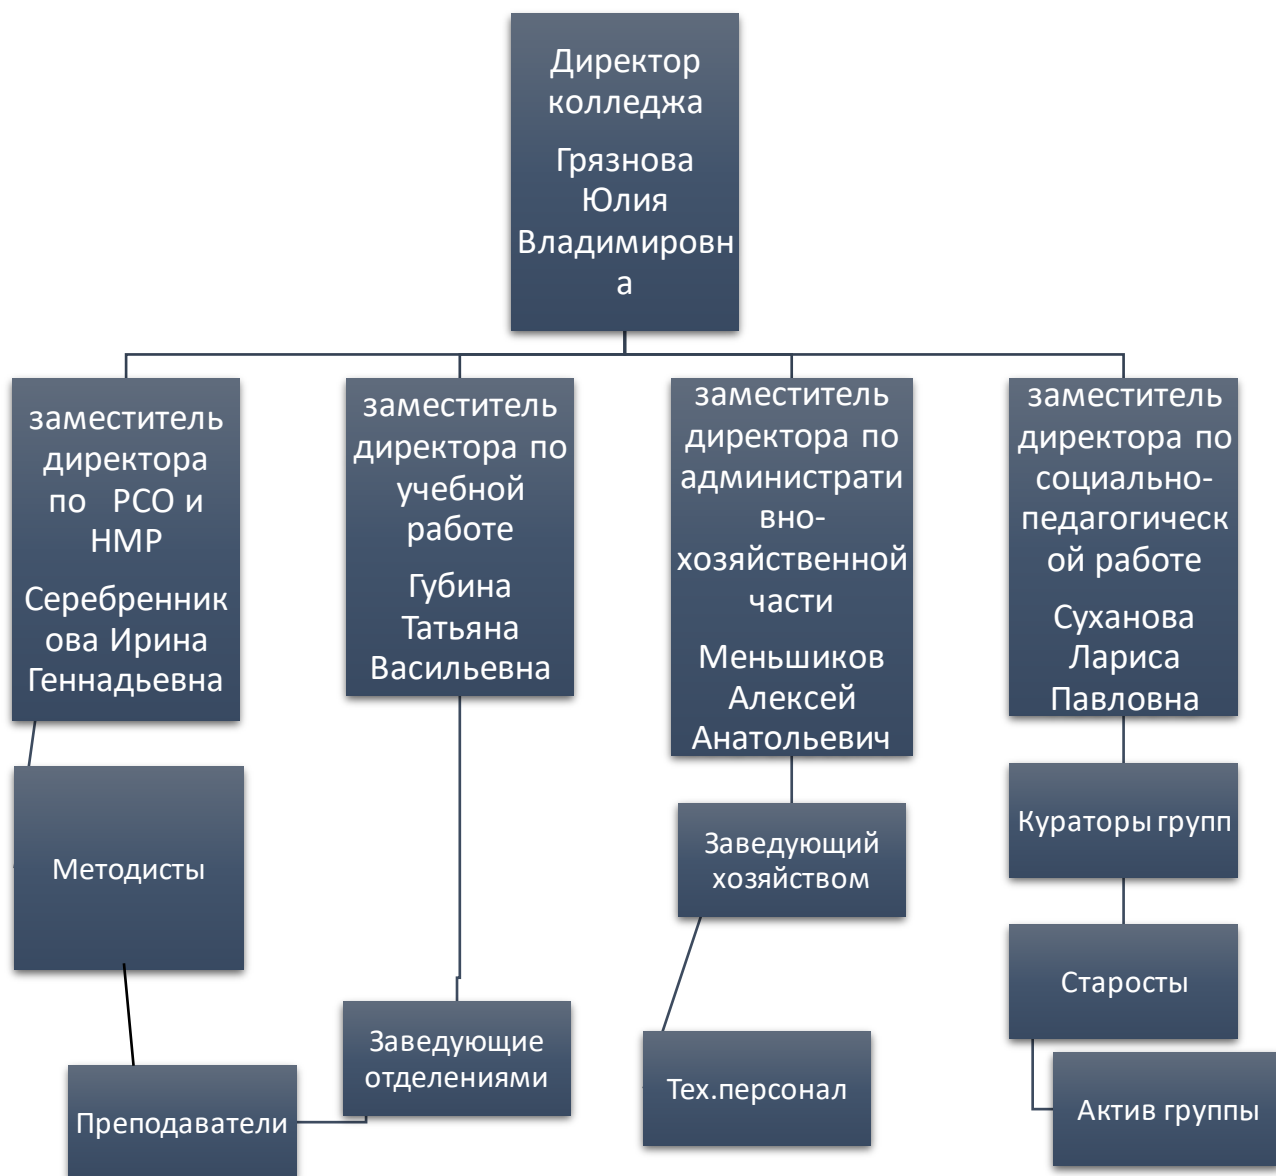 Директор
колледжа
Грязнова
Юлия
Владимировн
а
заместитель
директора
по РСО и
НМР
Серебренник
ова Ирина
Геннадьевна
заместитель
директора по
учебной
работе
Губина
Татьяна
Васильевна
заместитель
директора по
администрати
вно-
хозяйственной
части
Меньшиков
Алексей
Анатольевич
заместитель
директора по
социально-
педагогическ
ой работе
Суханова
Лариса
Павловна
Методисты
Преподаватели
Заведующие
отделениями
Заведующий
хозяйством
Тех.персонал
Кураторы групп
Старосты
Актив группы